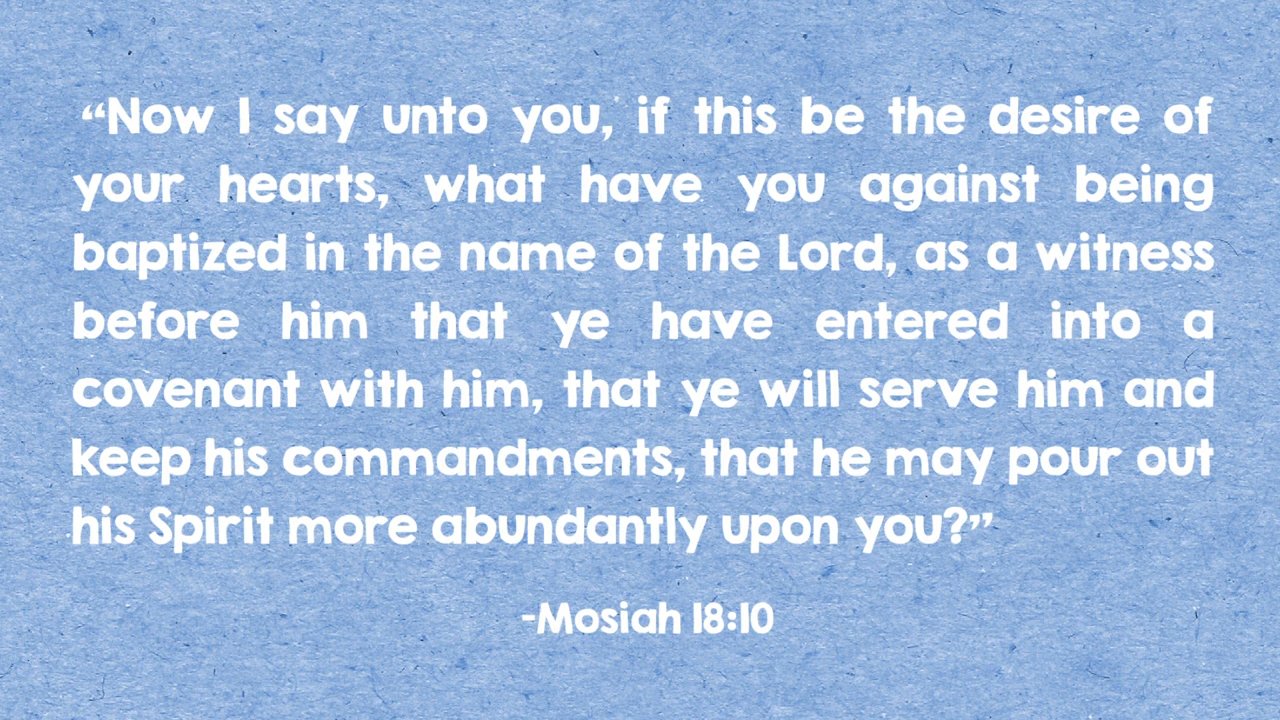 “Now I say unto you, if this be the desire of
your hearts, what have you against being
baptized in the name of the Lord, as a witness
before him that ye have entered into a
covenant with him, that ye will serve him and
keep his commandments, that he may pour out
his Spirit more abundantly upon you?”
-Mosiah 18:10